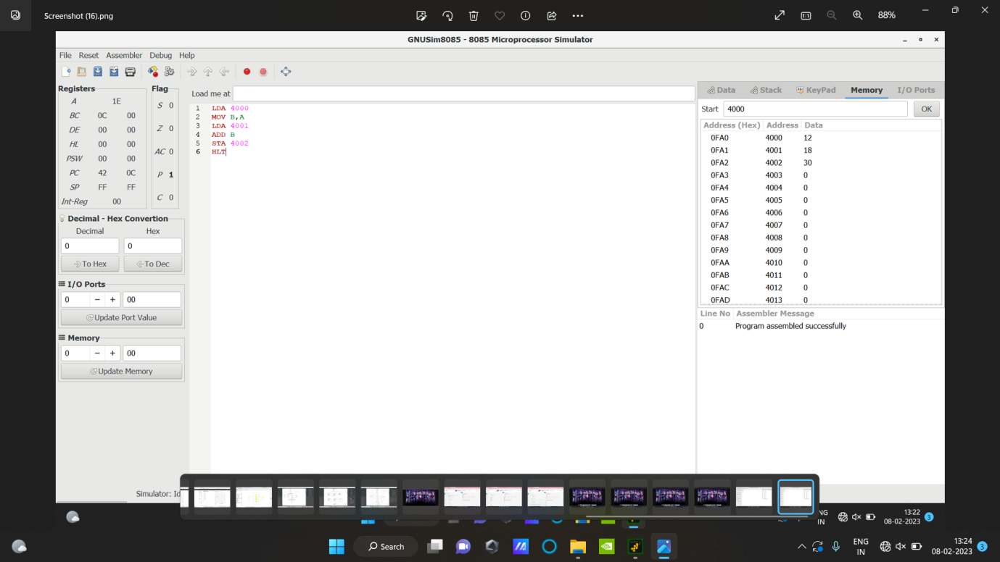 Screenshot (16).png
88%
GNUSim8085 - 8085 Microprocessor Simulator
File Reset Assembler Debug Help
Registers
A 1E
BC 0C 00
DE 00 00
HL 00 00
PSW 00 00
PC 42 0C
SP FF FF
Int-Reg 00
Flag
S 0
Z 0
AC 0
P 1
C 0
Decimal - Hex Convertion
Decimal Hex
0 0
To Hex To Dec
I/O Ports
0 - + 00
Update Port Value
Memory
0 - + 00
Update Memory
Simulator: Id
Load me at
1 LDA 4000
2 MOV B,A
3 LDA 4001
4 ADD B
5 STA 4002
6 HLT
Data Stack KeyPad Memory I/O Ports
Start 4000 OK
Address (Hex) Address Data
0FA0 4000 12
0FA1 4001 18
0FA2 4002 30
0FA3 4003 0
0FA4 4004 0
0FA5 4005 0
0FA6 4006 0
0FA7 4007 0
0FA8 4008 0
0FA9 4009 0
0FAA 4010 0
0FAB 4011 0
0FAC 4012 0
0FAD 4013 0
Line No Assembler Message
0 Program assembled successfully
NG
IN
13:22
08-02-2023
3
Search
ENG
IN
13:24
08-02-2023
3